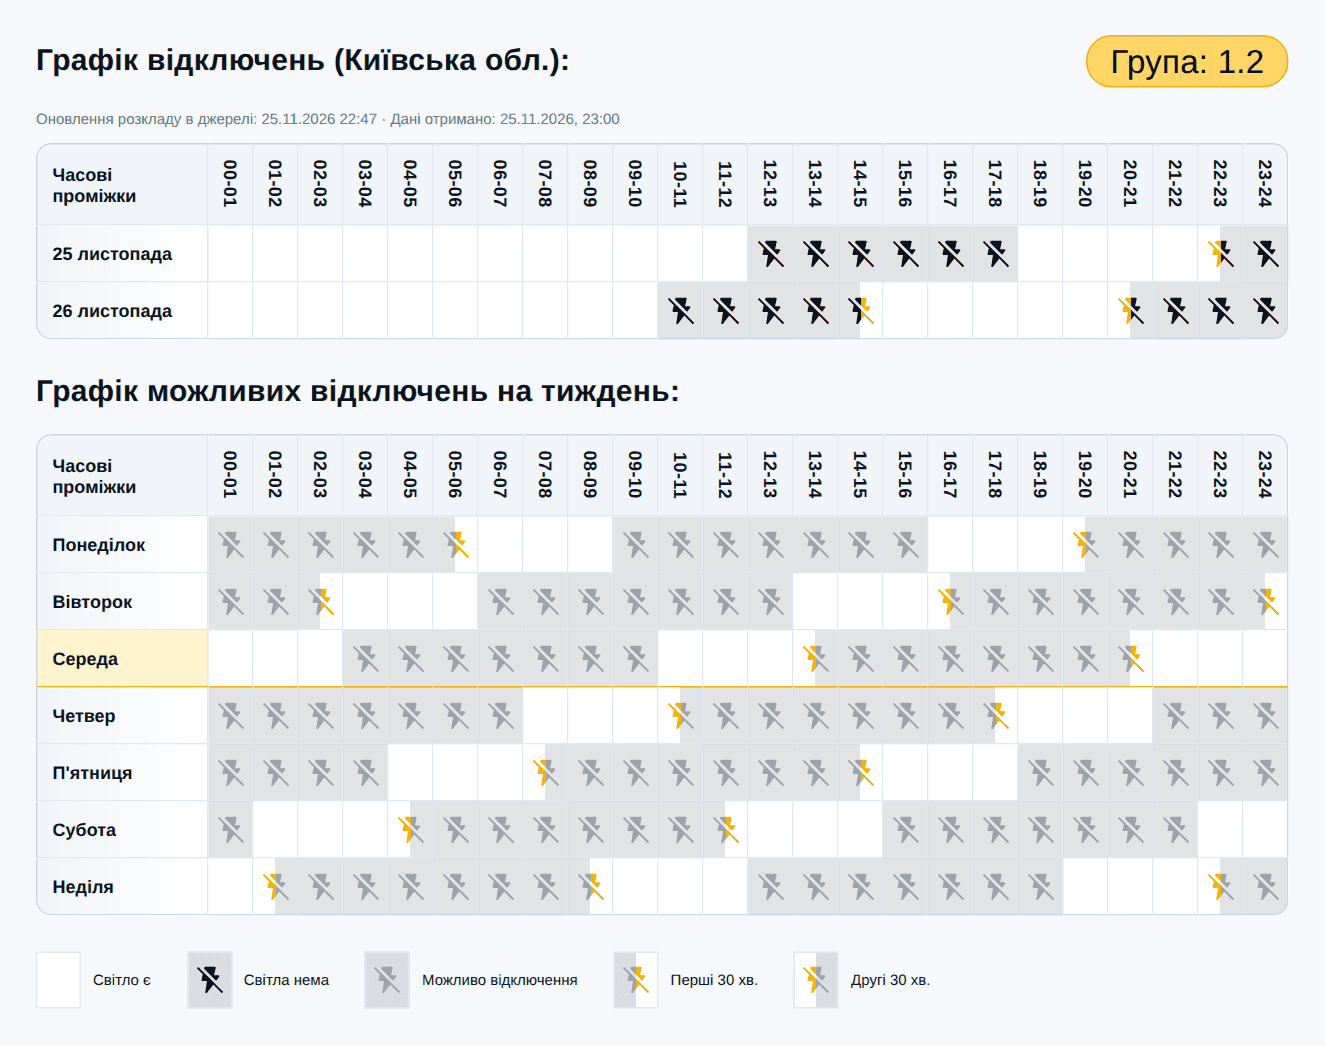 Графік відключень (Київська обл.):
Група: 1.2
Оновлення розкладу в джерелі: 25.11.2026 22:47 · Дані отримано: 25.11.2026, 23:00
Часові проміжки 00-01 01-02 02-03 03-04 04-05 05-06 06-07 07-08 08-09 09-10 10-11 11-12 12-13 13-14 14-15 15-16 16-17 17-18 18-19 19-20 20-21 21-22 22-23 23-24
25 листопада
26 листопада
Графік можливих відключень на тиждень:
Часові проміжки 00-01 01-02 02-03 03-04 04-05 05-06 06-07 07-08 08-09 09-10 10-11 11-12 12-13 13-14 14-15 15-16 16-17 17-18 18-19 19-20 20-21 21-22 22-23 23-24
Понеділок
Вівторок
Середа
Четвер
П'ятниця
Субота
Неділя
Світло є Світла нема Можливо відключення Перші 30 хв. Другі 30 хв.